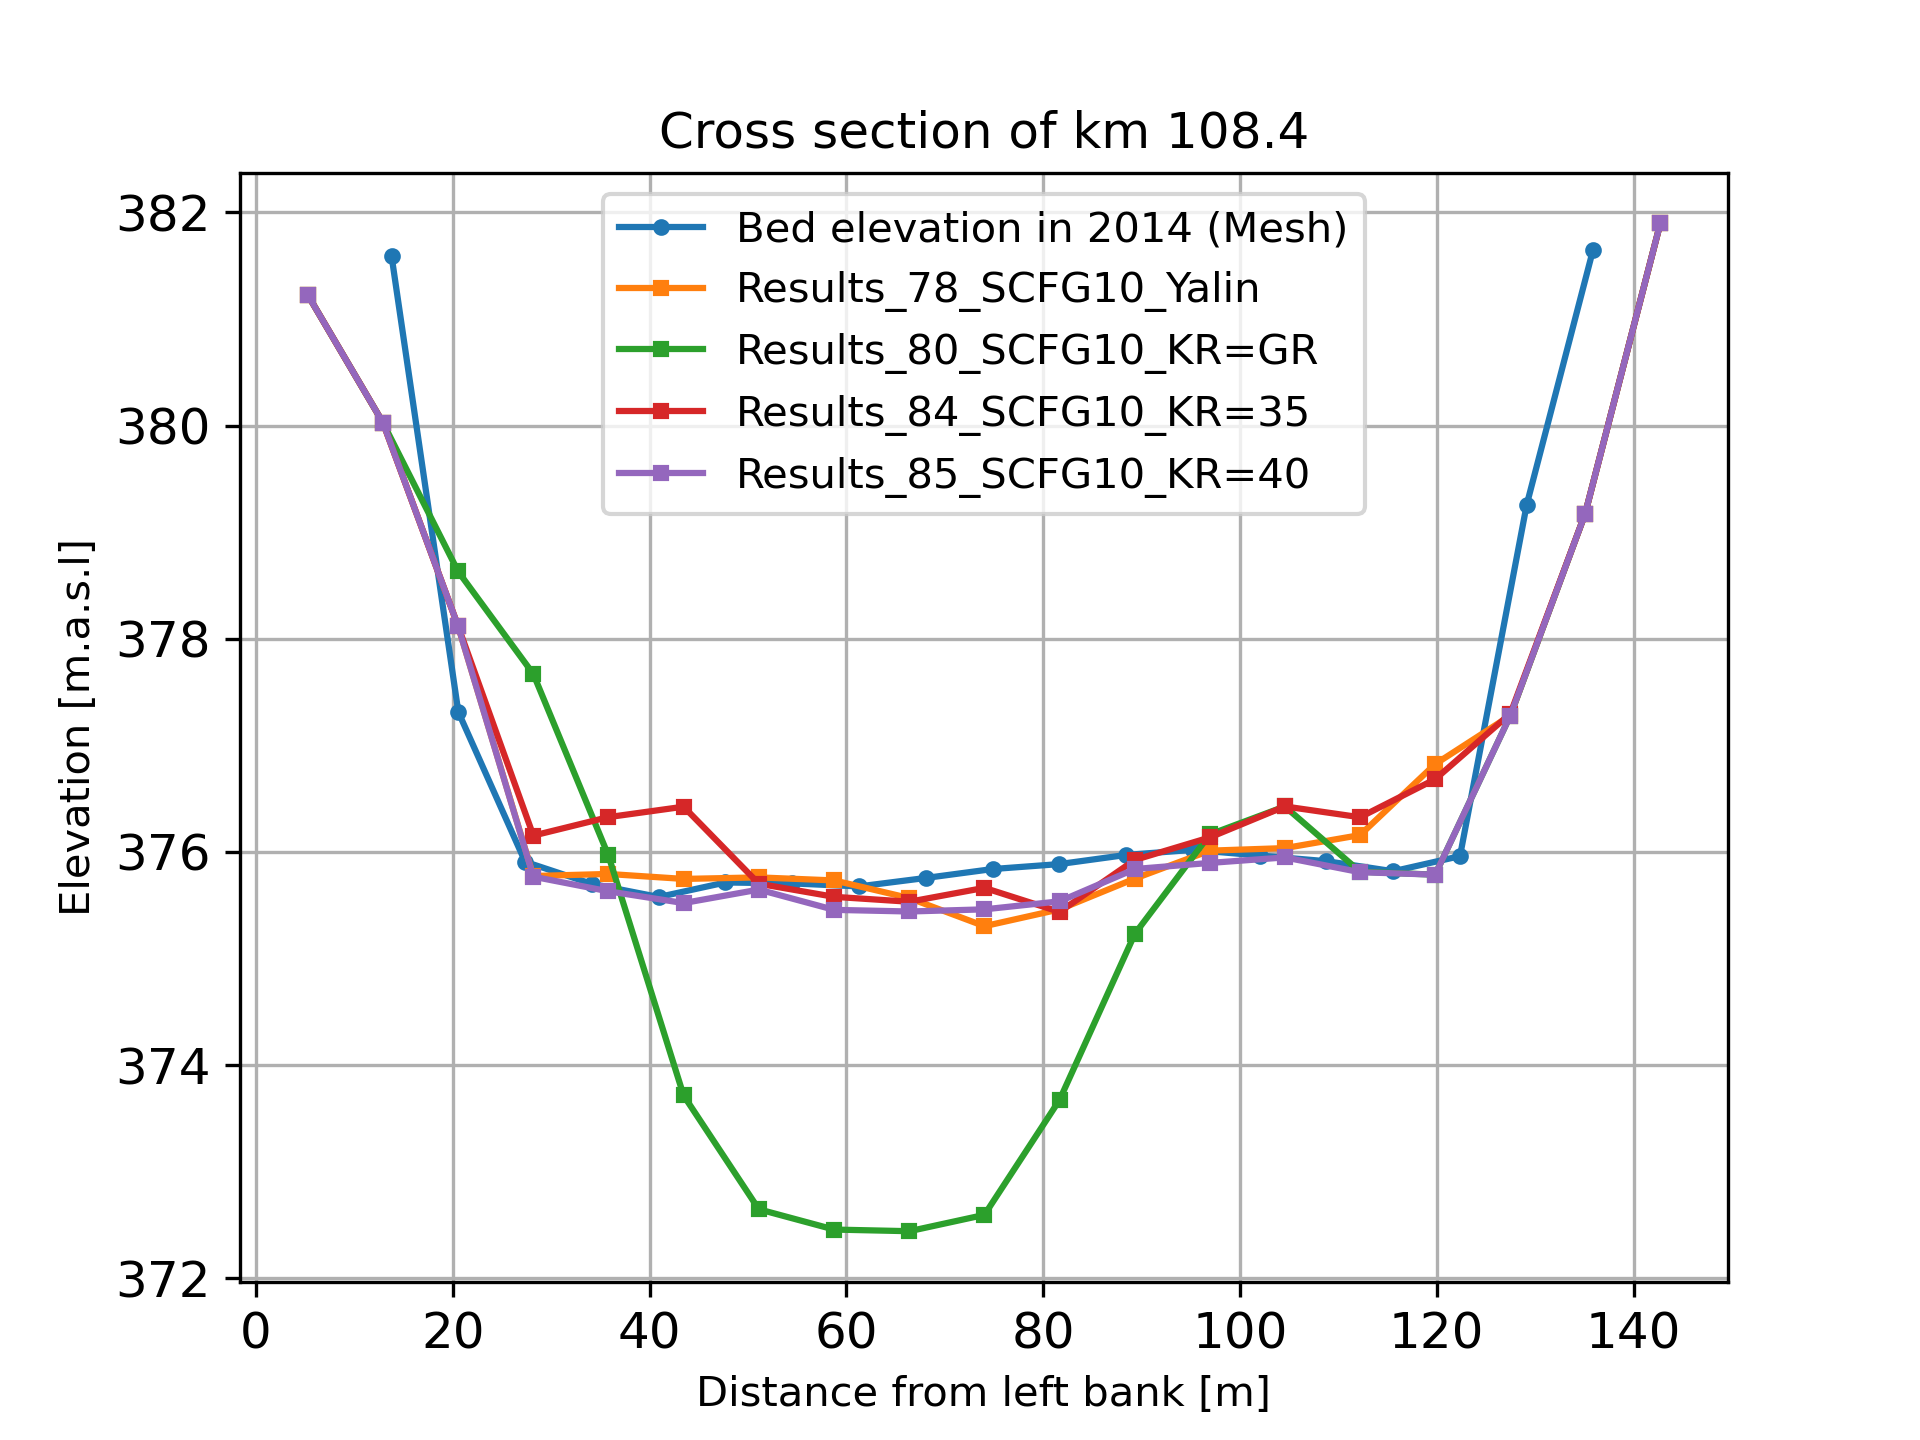 Cross section of km 108.4
Bed elevation in 2014 (Mesh)
Results_78_SCFG10_Yalin
Results_80_SCFG10_KR=GR
Results_84_SCFG10_KR=35
Results_85_SCFG10_KR=40
Elevation [m.a.s.l]
382
380
378
376
374
372
0 20 40 60 80 100 120 140
Distance from left bank [m]